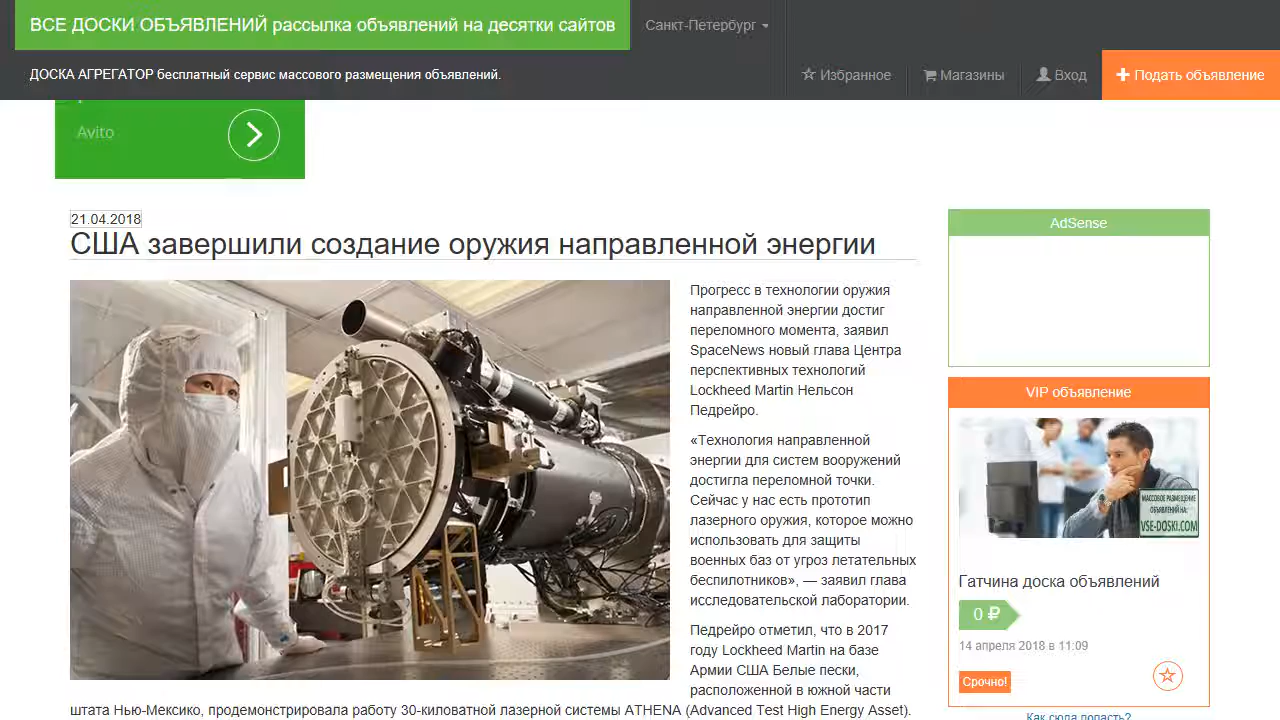 ВСЕ ДОСКИ ОБЪЯВЛЕНИЙ рассылка объявлений на десятки сайтов
Санкт-Петербург
ДОСКА АГРЕГАТОР бесплатный сервис массового размещения объявлений.
Избранное
Магазины
Вход
Подать объявление
Avito
21.04.2018
США завершили создание оружия направленной энергии
Прогресс в технологии оружия
направленной энергии достиг
переломного момента, заявил
SpaceNews новый глава Центра
перспективных технологий
Lockheed Martin Нельсон
Педрейро.
«Технология направленной
энергии для систем вооружений
достигла переломной точки.
Сейчас у нас есть прототип
лазерного оружия, которое можно
использовать для защиты
военных баз от угроз летательных
беспилотников», — заявил глава
исследовательской лаборатории.
Педрейро отметил, что в 2017
году Lockheed Martin на базе
Армии США Белые пески,
расположенной в южной части
штата Нью-Мексико, продемонстрировала работу 30-киловатной лазерной системы ATHENA (Advanced Test High Energy Asset).
AdSense
VIP объявление
МАССОВОЕ РАЗМЕЩЕНИЕ
ОБЪЯВЛЕНИЙ НА:
VSE-DOSKI.COM
Гатчина доска объявлений
0 ₽
14 апреля 2018 в 11:09
Срочно!
Как сюда попасть?